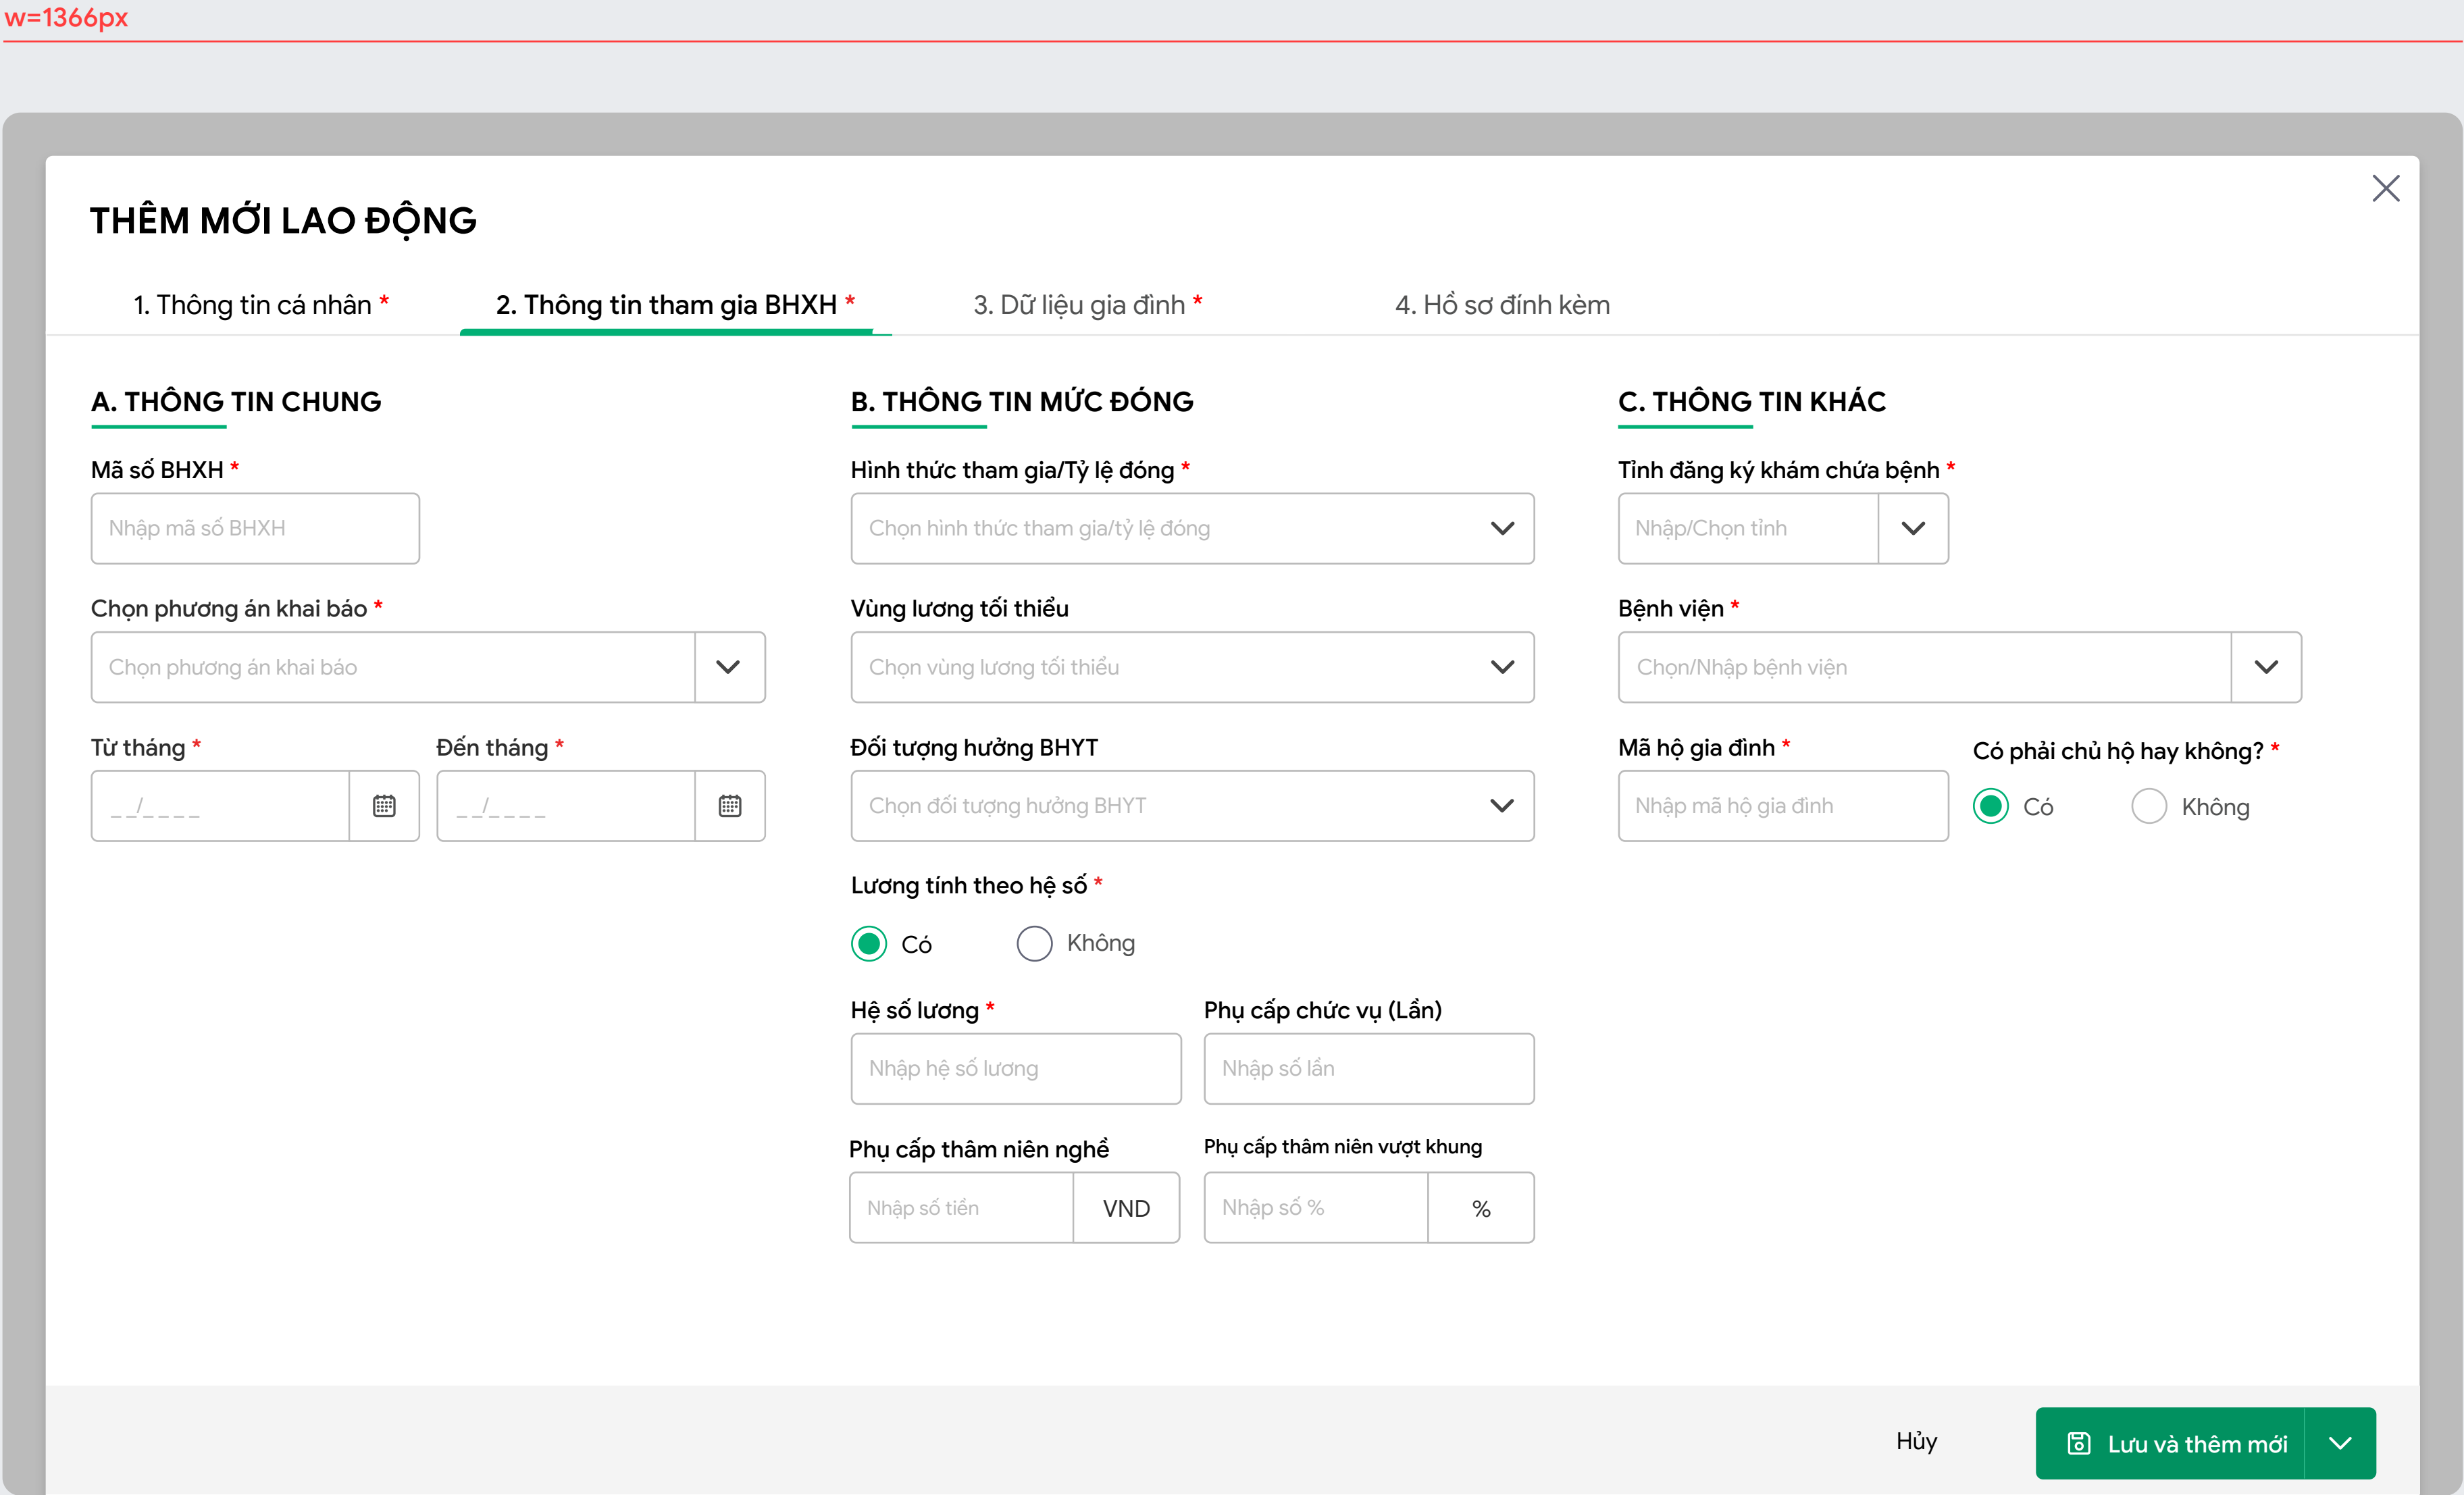 w=1366px
THÊM MỚI LAO ĐỘNG
1. Thông tin cá nhân *
2. Thông tin tham gia BHXH *
3. Dữ liệu gia đình *
4. Hồ sơ đính kèm
A. THÔNG TIN CHUNG
Mã số BHXH *
Nhập mã số BHXH
Chọn phương án khai báo *
Chọn phương án khai báo
Từ tháng *
Đến tháng *
_ _/_ _ _ _
_ _/_ _ _ _
B. THÔNG TIN MỨC ĐÓNG
Hình thức tham gia/Tỷ lệ đóng *
Chọn hình thức tham gia/tỷ lệ đóng
Vùng lương tối thiểu
Chọn vùng lương tối thiểu
Đối tượng hưởng BHYT
Chọn đối tượng hưởng BHYT
Lương tính theo hệ số *
Có
Không
Hệ số lương *
Phụ cấp chức vụ (Lần)
Nhập hệ số lương
Nhập số lần
Phụ cấp thâm niên nghề
Phụ cấp thâm niên vượt khung
Nhập số tiền
VND
Nhập số %
%
C. THÔNG TIN KHÁC
Tỉnh đăng ký khám chứa bệnh *
Nhập/Chọn tỉnh
Bệnh viện *
Chọn/Nhập bệnh viện
Mã hộ gia đình *
Có phải chủ hộ hay không? *
Nhập mã hộ gia đình
Có
Không
Hủy
Lưu và thêm mới